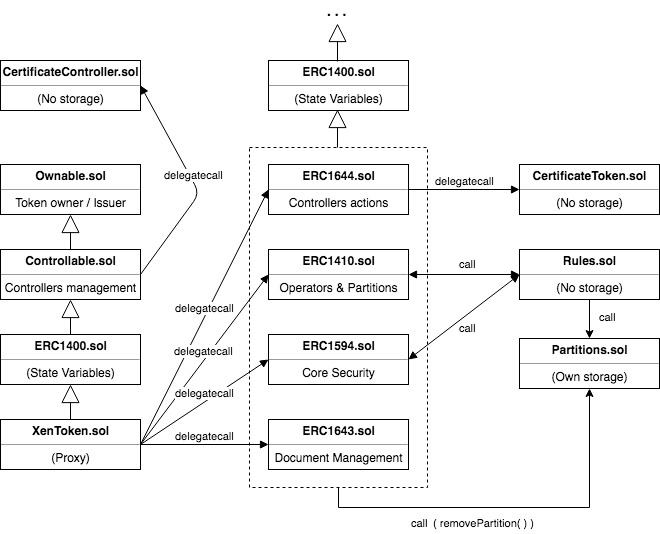 ...
CertificateController.sol
(No storage)
ERC1400.sol
(State Variables)
delegatecall
Ownable.sol
Token owner / Issuer
ERC1644.sol
Controllers actions
delegatecall
CertificateToken.sol
(No storage)
Controllable.sol
Controllers management
ERC1410.sol
Operators & Partitions
call
Rules.sol
(No storage)
delegatecall
call
call
ERC1400.sol
(State Variables)
delegatecall
ERC1594.sol
Core Security
Partitions.sol
(Own storage)
delegatecall
XenToken.sol
(Proxy)
delegatecall
ERC1643.sol
Document Management
call ( removePartition( ) )